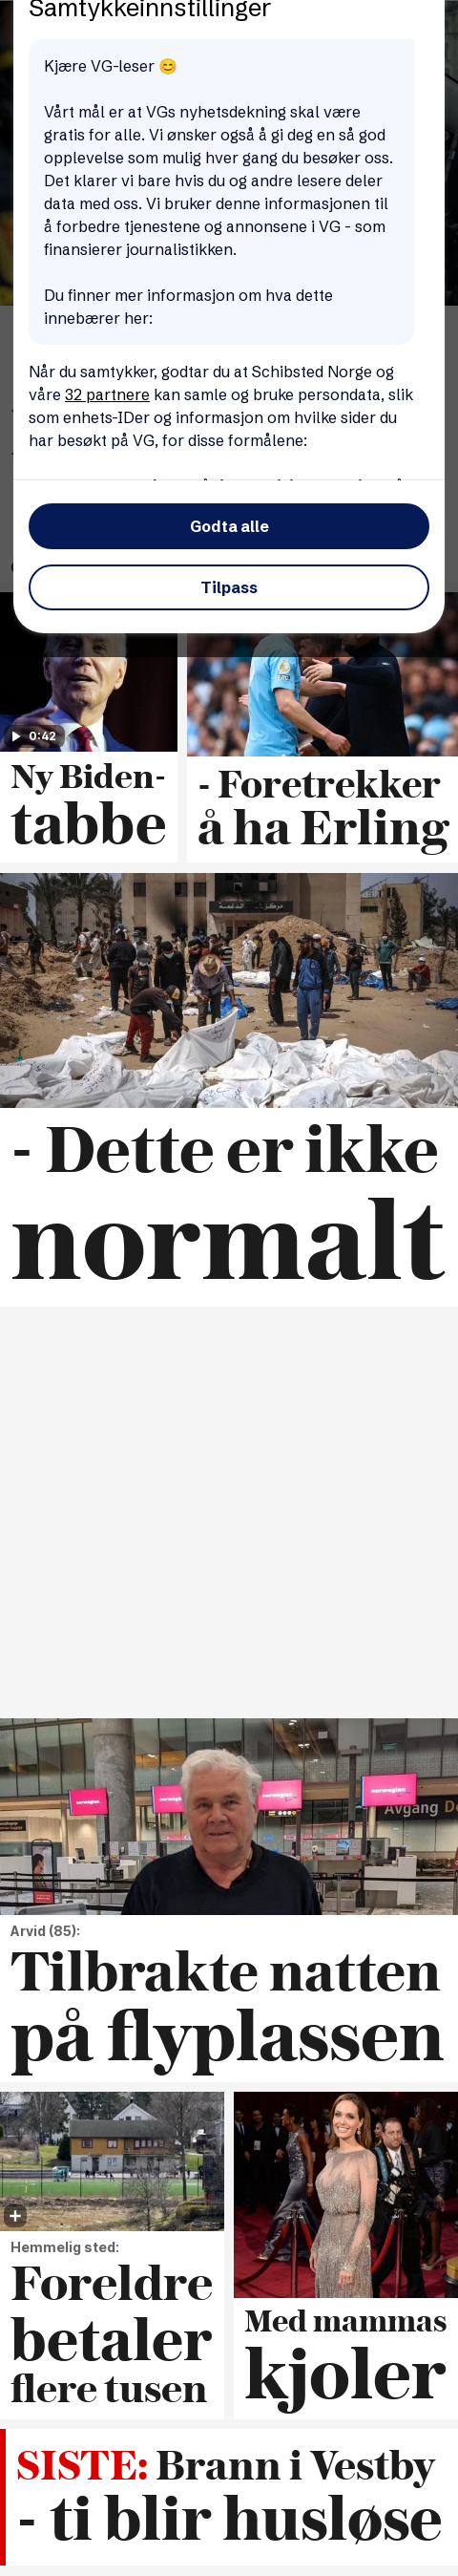 Samtykkeinnstillinger
Kjære VG-leser 😊
Vårt mål er at VGs nyhetsdekning skal være
gratis for alle. Vi ønsker også å gi deg en så god
opplevelse som mulig hver gang du besøker oss.
Det klarer vi bare hvis du og andre lesere deler
data med oss. Vi bruker denne informasjonen til
å forbedre tjenestene og annonsene i VG - som
finansierer journalistikken.
Du finner mer informasjon om hva dette
innebærer her:
Når du samtykker, godtar du at Schibsted Norge og
våre 32 partnere kan samle og bruke persondata, slik
som enhets-IDer og informasjon om hvilke sider du
har besøkt på VG, for disse formålene:
Godta alle
Tilpass
0:42
Ny Biden-
tabbe
- Foretrekker
å ha Erling
- Dette er ikke
normalt
norwegian
norwegian
norwegian
Avgang
Arvid (85):
Tilbrakte natten
på flyplassen
Hemmelig sted:
Foreldre
betaler
flere tusen
Med mammas
kjoler
SISTE: Brann i Vestby
- ti blir husløse